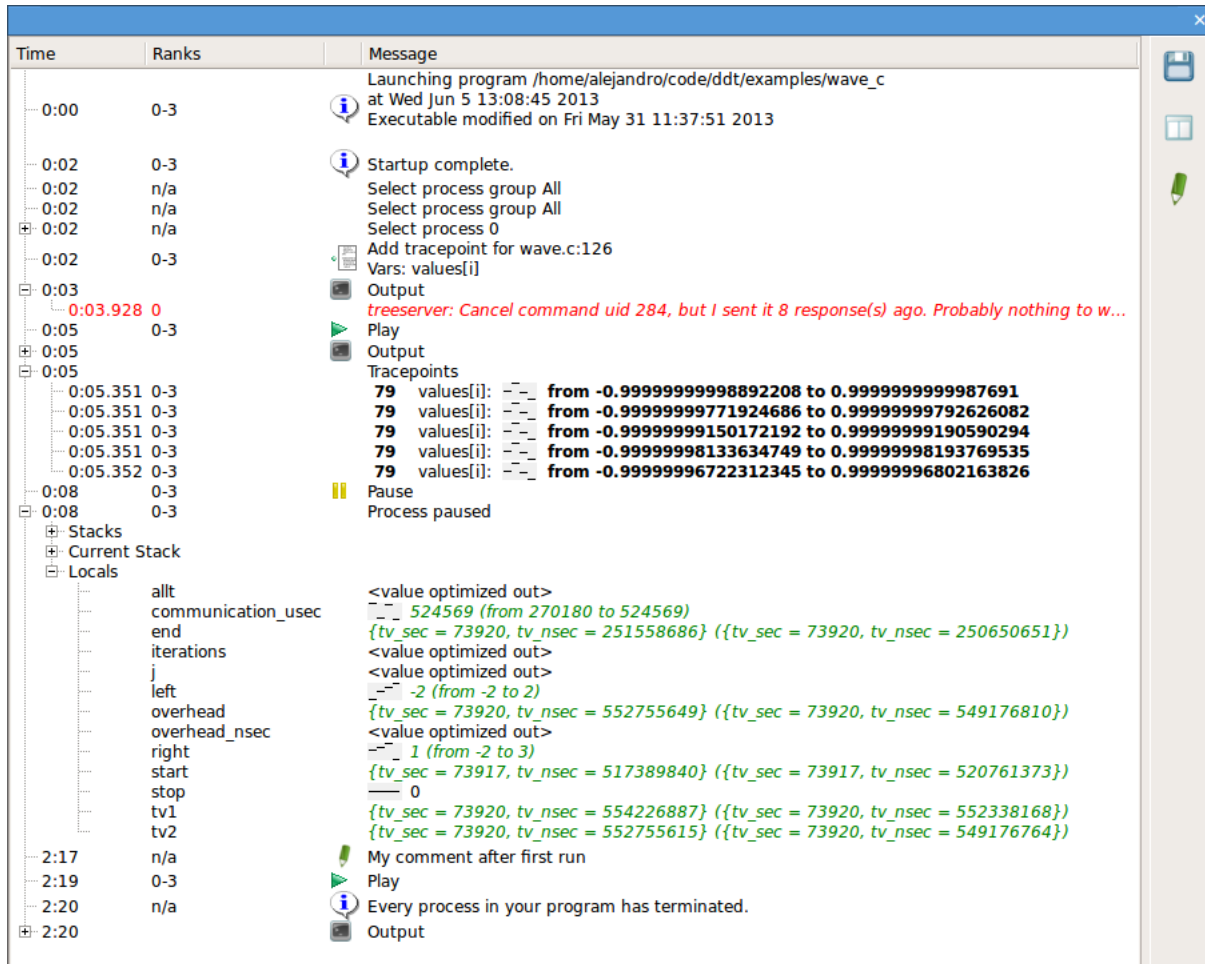 Time Ranks Message
Launching program /home/alejandro/code/ddt/examples/wave_c
0:00 0-3 at Wed Jun 5 13:08:45 2013
Executable modified on Fri May 31 11:37:51 2013
0:02 0-3 Startup complete.
0:02 n/a Select process group All
0:02 n/a Select process group All
0:02 n/a Select process 0
0:02 0-3 Add tracepoint for wave.c:126
Vars: values[i]
0:03 Output
0:03.928 0 treeserver: Cancel command uid 284, but I sent it 8 response(s) ago. Probably nothing to w...
0:05 0-3 Play
0:05 Output
0:05 Tracepoints
0:05.351 0-3 79 values[i]: from -0.99999999998892208 to 0.9999999999987691
0:05.351 0-3 79 values[i]: from -0.99999999771924686 to 0.99999999792626082
0:05.351 0-3 79 values[i]: from -0.99999999150172192 to 0.99999999190590294
0:05.351 0-3 79 values[i]: from -0.99999998133634749 to 0.99999998193769535
0:05.352 0-3 79 values[i]: from -0.99999996722312345 to 0.99999996802163826
0:08 0-3 Pause
0:08 0-3 Process paused
Stacks
Current Stack
Locals
allt <value optimized out>
communication_usec 524569 (from 270180 to 524569)
end {tv_sec = 73920, tv_nsec = 251558686} ({tv_sec = 73920, tv_nsec = 250650651})
iterations <value optimized out>
j <value optimized out>
left -2 (from -2 to 2)
overhead {tv_sec = 73920, tv_nsec = 552755649} ({tv_sec = 73920, tv_nsec = 549176810})
overhead_nsec <value optimized out>
right 1 (from -2 to 3)
start {tv_sec = 73917, tv_nsec = 517389840} ({tv_sec = 73917, tv_nsec = 520761373})
stop 0
tv1 {tv_sec = 73920, tv_nsec = 554226887} ({tv_sec = 73920, tv_nsec = 552338168})
tv2 {tv_sec = 73920, tv_nsec = 552755615} ({tv_sec = 73920, tv_nsec = 549176764})
2:17 n/a My comment after first run
2:19 0-3 Play
2:20 n/a Every process in your program has terminated.
2:20 Output